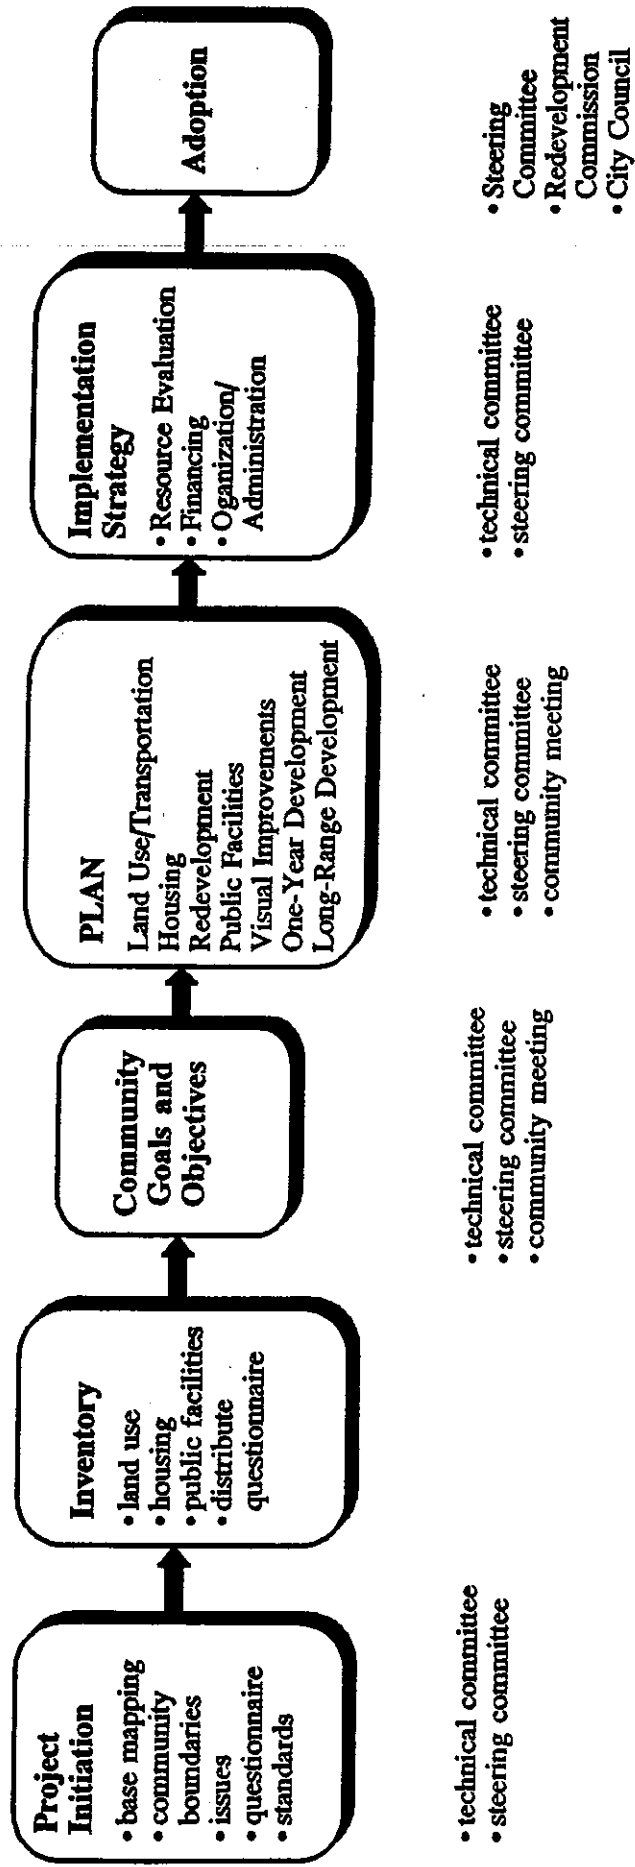 Project
Initiation
• base mapping
• community
boundaries
• issues
• questionnaire
• standards
Inventory
• land use
• housing
• public facilities
• distribute
questionnaire
Community
Goals and
Objectives
PLAN
Land Use/Transportation
Housing
Redevelopment
Public Facilities
Visual Improvements
One-Year Development
Long-Range Development
Implementation
Strategy
• Resource Evaluation
• Financing
• Oganization/
Administration
Adoption
• technical committee
• steering committee
• technical committee
• steering committee
• community meeting
• technical committee
• steering committee
• community meeting
• technical committee
• steering committee
• Steering
Committee
• Redevelopment
Commission
• City Council